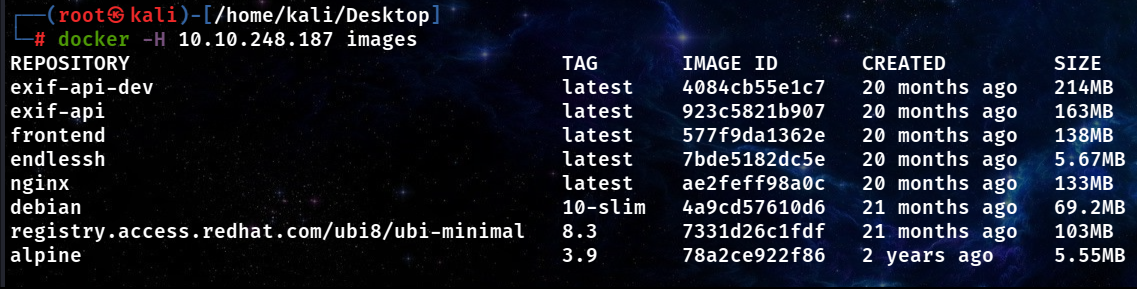 ┌──(root㉿kali)-[/home/kali/Desktop]
└─# docker -H 10.10.248.187 images
REPOSITORY TAG IMAGE ID CREATED SIZE
exif-api-dev latest 4084cb55e1c7 20 months ago 214MB
exif-api latest 923c5821b907 20 months ago 163MB
frontend latest 577f9da1362e 20 months ago 138MB
endlessh latest 7bde5182dc5e 20 months ago 5.67MB
nginx latest ae2feff98a0c 20 months ago 133MB
debian 10-slim 4a9cd57610d6 21 months ago 69.2MB
registry.access.redhat.com/ubi8/ubi-minimal 8.3 7331d26c1fdf 21 months ago 103MB
alpine 3.9 78a2ce922f86 2 years ago 5.55MB